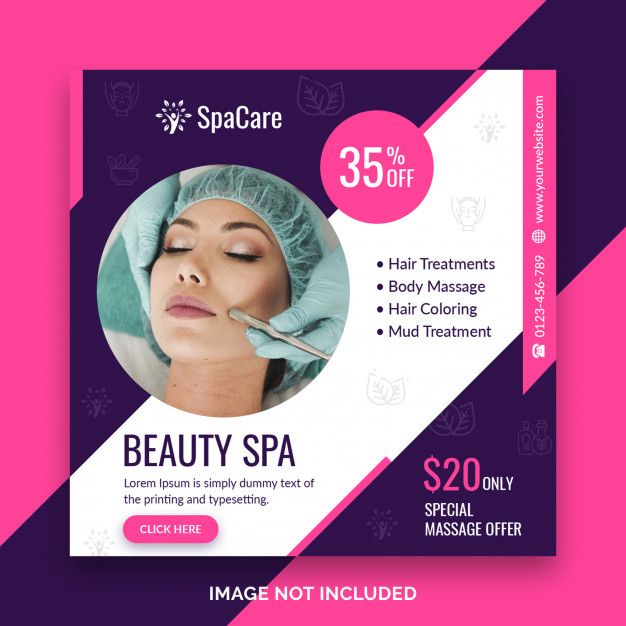 SpaCare
35% OFF
www.yourwebsite.com
0123-456-789
• Hair Treatments
• Body Massage
• Hair Coloring
• Mud Treatment
BEAUTY SPA
Lorem Ipsum is simply dummy text of
the printing and typesetting.
CLICK HERE
$20 ONLY
SPECIAL
MASSAGE OFFER
IMAGE NOT INCLUDED